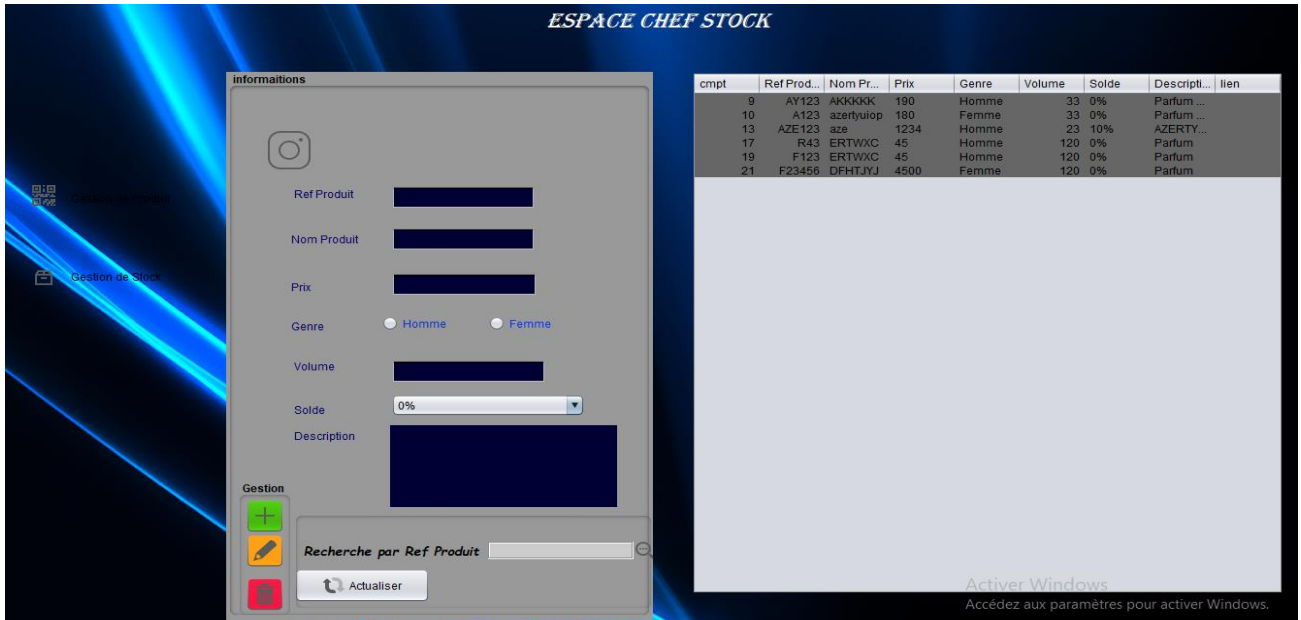 ESPACE CHEF STOCK
informaitions
Ref Produit
Nom Produit
Prix
Genre
Homme
Femme
Volume
Solde
0%
Description
Gestion
Recherche par Ref Produit
Actualiser
Gestion de Stock
cmpt Ref Prod... Nom Pr... Prix Genre Volume Solde Descripti... lien
9 AY123 AKKKKK 190 Homme 33 0% Parfum ...
10 A123 azertyuiop 180 Femme 33 0% Parfum ...
13 AZE123 aze 1234 Homme 23 10% AZERTY...
17 R43 ERTWXC 45 Homme 120 0% Parfum
19 F123 ERTWXC 45 Homme 120 0% Parfum
21 F23456 DFHTJYJ 4500 Femme 120 0% Parfum
Activer Windows
Accédez aux paramètres pour activer Windows.